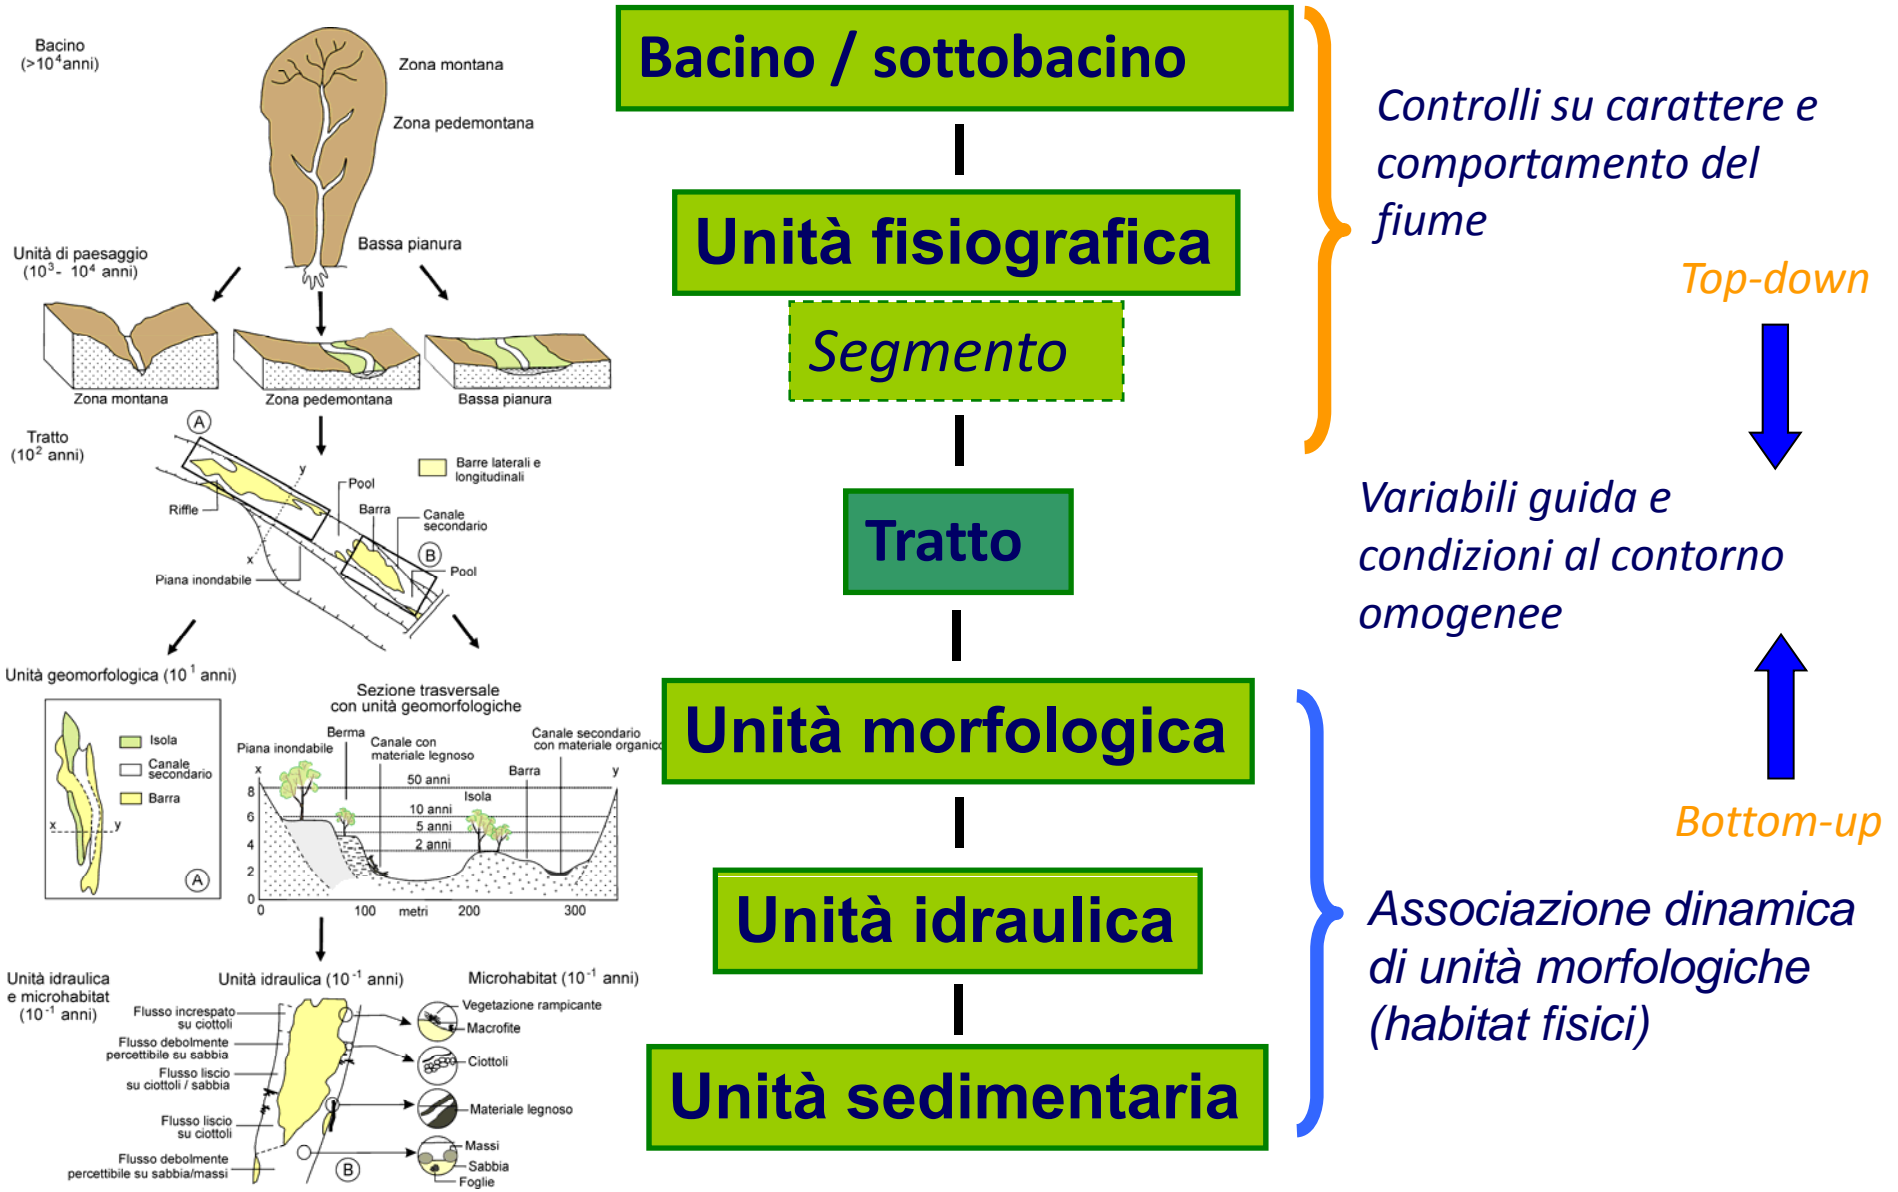 Bacino
(>10⁴anni)
Zona montana
Zona pedemontana
Bassa pianura
Unità di paesaggio
(10³- 10⁴ anni)
Zona montana
Zona pedemontana
Bassa pianura
Tratto
(10² anni)
A
y
Barre laterali e
longitudinali
Pool
Riffle
Barra
Canale
secondario
B
x
Pool
Piana inondabile
Unità geomorfologica (10¹ anni)
Isola
Canale
secondario
Barra
x
y
A
Sezione trasversale
con unità geomorfologiche
Piana inondabile
Berma
Canale con
materiale legnoso
Canale secondario
con materiale organico
Barra
x
y
50 anni
Isola
10 anni
5 anni
2 anni
8
6
4
2
0
0
100
metri
200
300
Unità idraulica
e microhabitat
(10⁻¹ anni)
Unità idraulica (10⁻¹ anni)
Microhabitat (10⁻¹ anni)
Flusso increspato
su ciottoli
Flusso debolmente
percettibile su sabbia
Flusso liscio
su ciottoli / sabbia
Flusso liscio
su ciottoli
Flusso debolmente
percettibile su sabbia/massi
B
Vegetazione rampicante
Macrofite
Ciottoli
Materiale legnoso
Massi
Sabbia
Foglie
Bacino / sottobacino
Unità fisiografica
Segmento
Tratto
Unità morfologica
Unità idraulica
Unità sedimentaria
Controlli su carattere e
comportamento del
fiume
Top-down
Variabili guida e
condizioni al contorno
omogenee
Bottom-up
Associazione dinamica
di unità morfologiche
(habitat fisici)